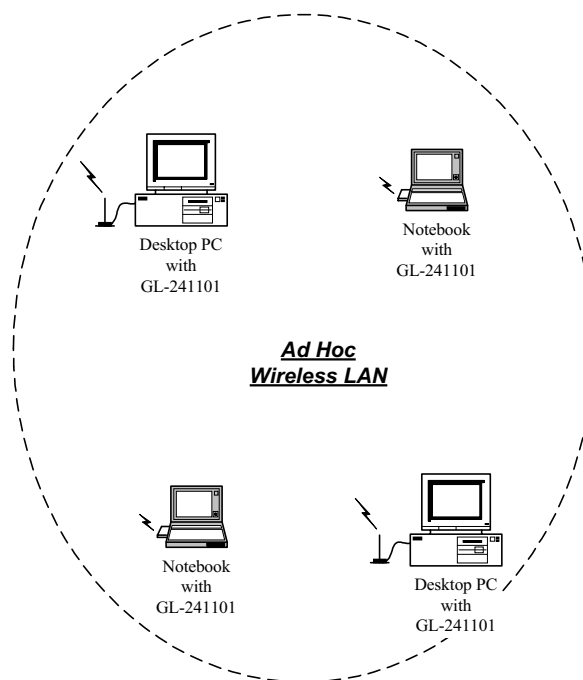 Desktop PC
with
GL-241101
Notebook
with
GL-241101
Ad Hoc
Wireless LAN
Notebook
with
GL-241101
Desktop PC
with
GL-241101